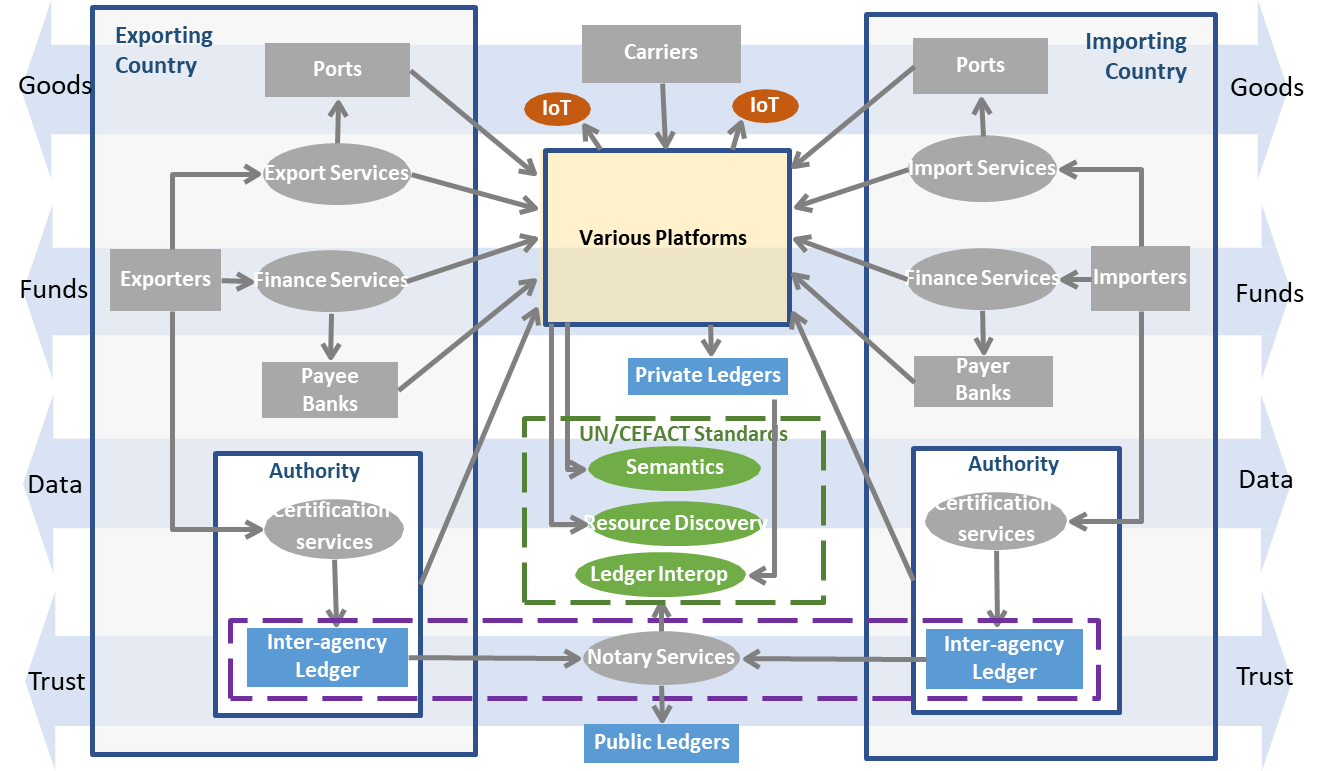 Exporting
Country
Ports
Carriers
Ports
Importing
Country
Goods
IoT
IoT
Goods
Export Services
Import Services
Various Platforms
Exporters
Finance Services
Finance Services
Importers
Funds
Funds
Payee
Banks
Private Ledgers
Payer
Banks
UN/CEFACT Standards
Authority
Semantics
Authority
Data
Data
Certification
services
Resource Discovery
Certification
services
Ledger Interop
Inter-agency
Ledger
Notary Services
Inter-agency
Ledger
Trust
Trust
Public Ledgers